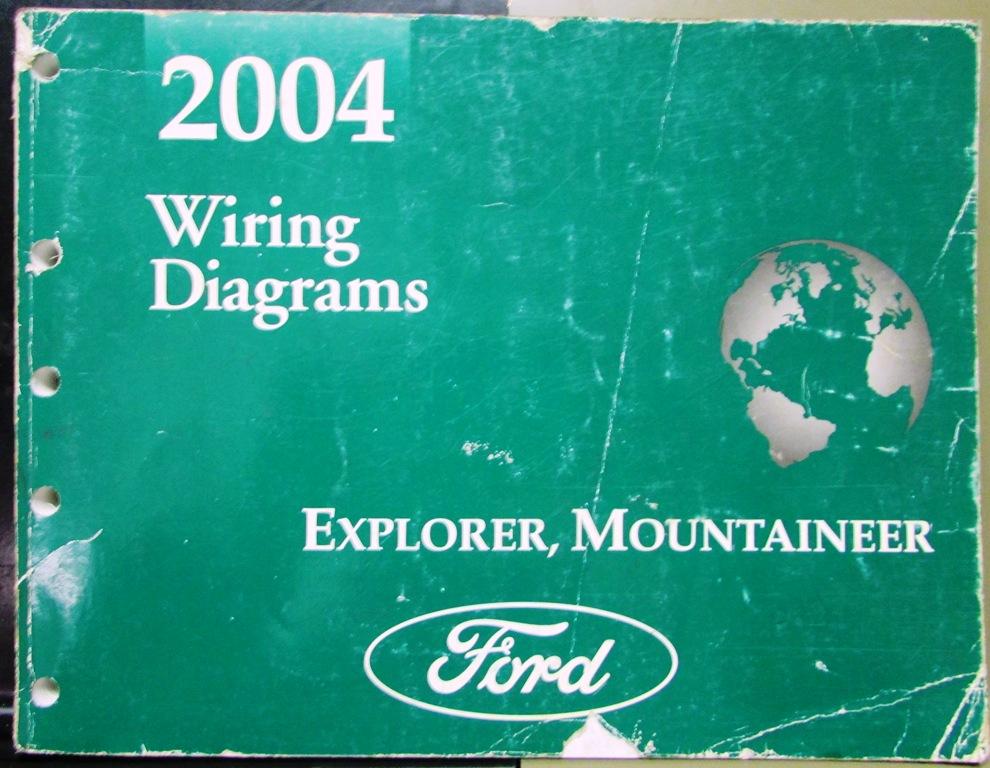 2004
Wiring
Diagrams
EXPLORER, MOUNTAINEER
Ford